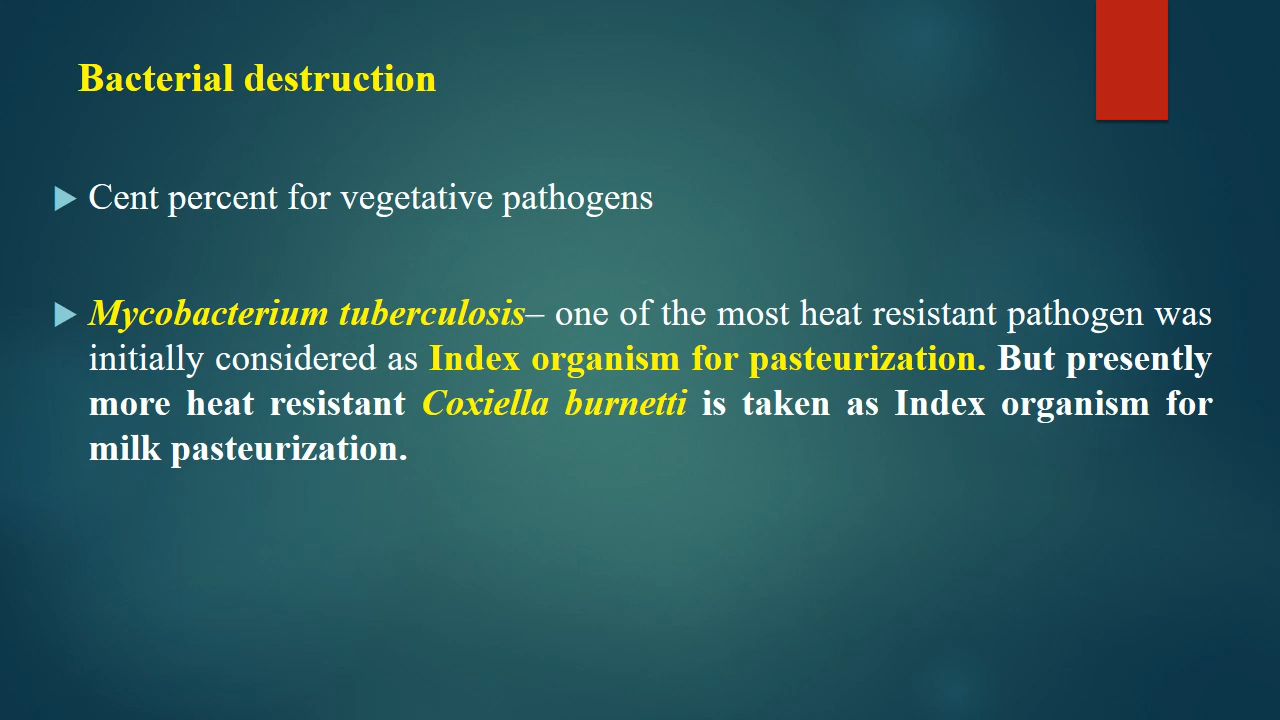 Bacterial destruction
Cent percent for vegetative pathogens
Mycobacterium tuberculosis– one of the most heat resistant pathogen was
initially considered as Index organism for pasteurization. But presently
more heat resistant Coxiella burnetti is taken as Index organism for
milk pasteurization.